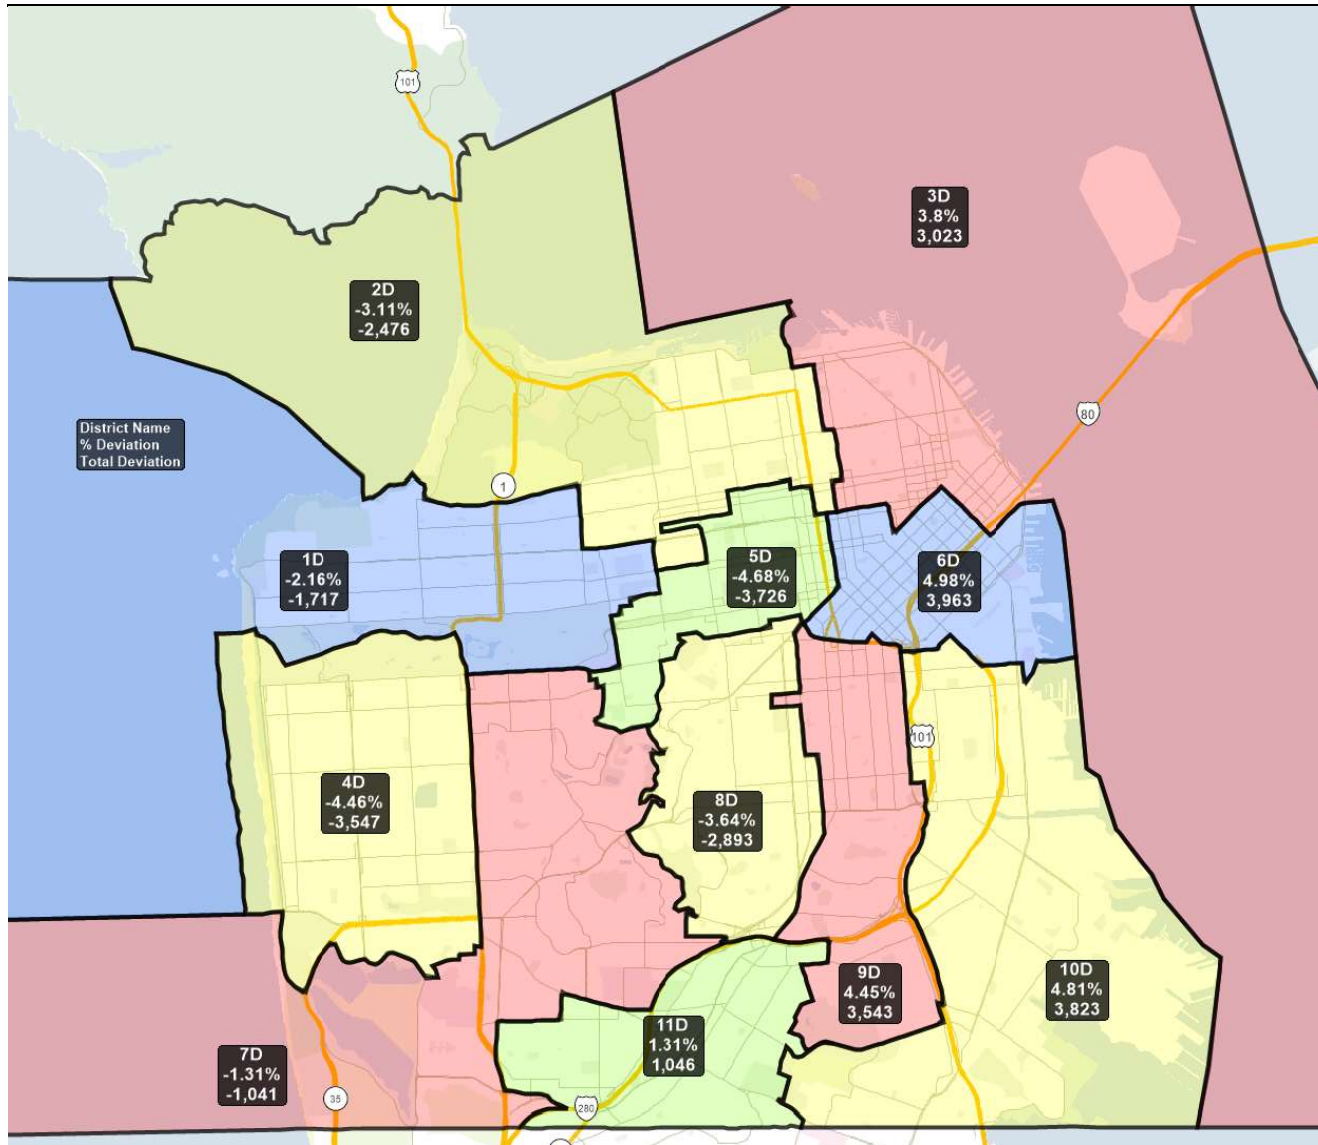 101
3D
3.8%
3,023
2D
-3.11%
-2,476
80
District Name
% Deviation
Total Deviation
1
1D
-2.16%
-1,717
5D
-4.68%
-3,726
6D
4.98%
3,963
101
4D
-4.46%
-3,547
8D
-3.64%
-2,893
9D
4.45%
3,543
10D
4.81%
3,823
11D
1.31%
1,046
7D
-1.31%
-1,041
35
280